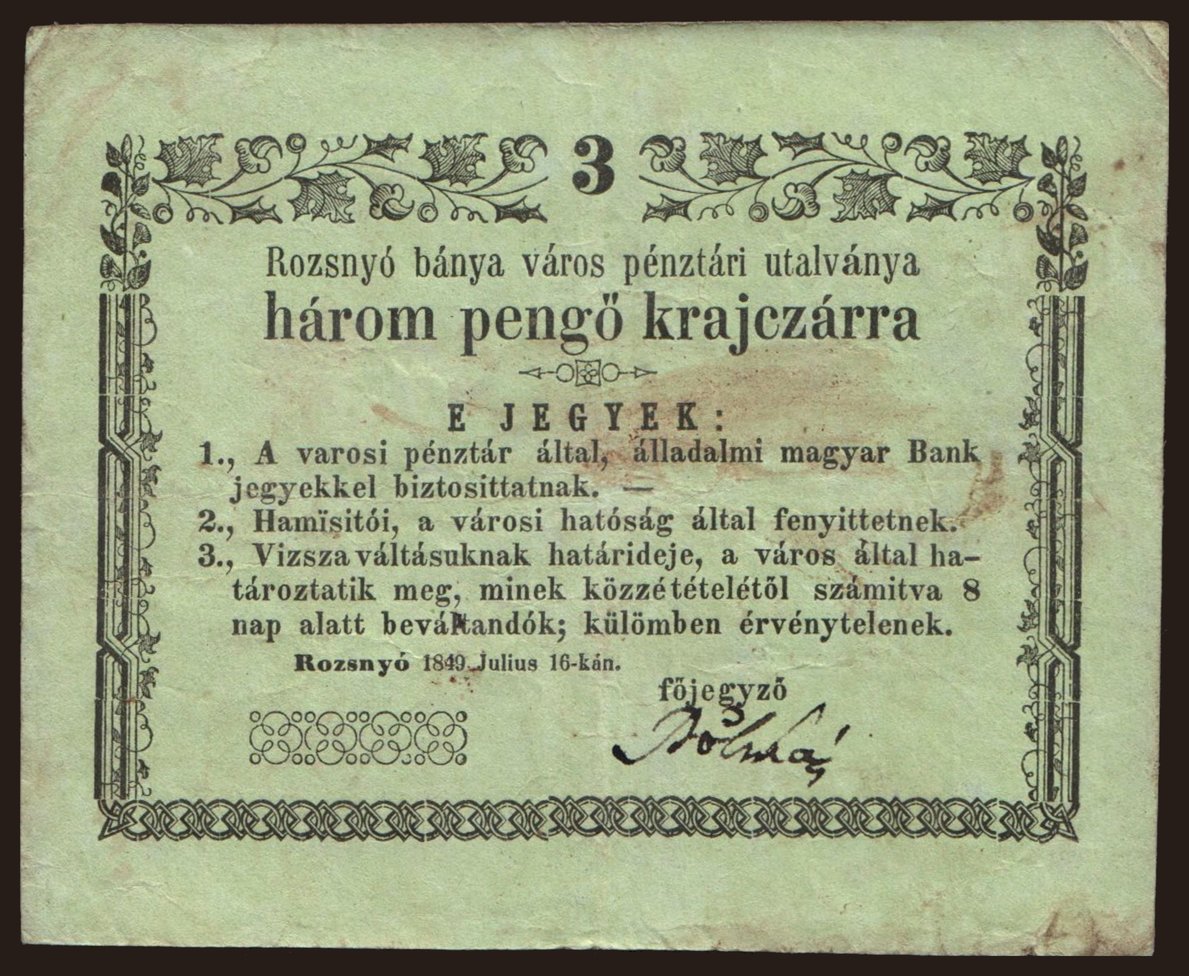 3
Rozsnyó bánya város pénztári utalványa
három pengő krajczárra
E JEGYEK:
1., A varosi pénztár által, álladalmi magyar Bank
jegyekkel biztosittatnak. —
2., Hamïsitói, a városi hatóság által fenyittetnek.
3., Vizsza váltásuknak határideje, a város által ha–
tároztatik meg, minek közzétételétől számitva 8
nap alatt beváltandók; külömben érvénytelenek.
Rozsnyó 1849 Julius 16-kán.
főjegyző